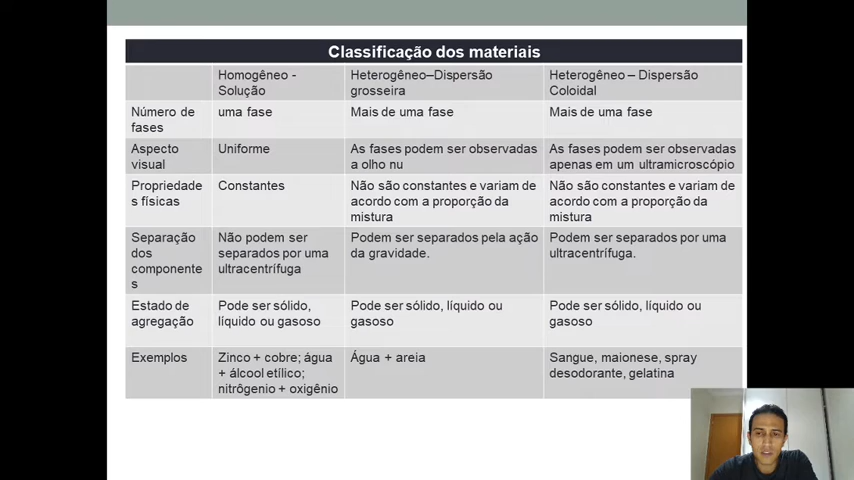 Classificação dos materiais
Homogêneo -
Solução
Heterogêneo–Dispersão
grosseira
Heterogêneo – Dispersão
Coloidal
Número de
fases
uma fase
Mais de uma fase
Mais de uma fase
Aspecto
visual
Uniforme
As fases podem ser observadas
a olho nu
As fases podem ser observadas
apenas em um ultramicroscópio
Propriedade
s físicas
Constantes
Não são constantes e variam de
acordo com a proporção da
mistura
Não são constantes e variam de
acordo com a proporção da
mistura
Separação
dos
componente
s
Não podem ser
separados por uma
ultracentrífuga
Podem ser separados pela ação
da gravidade.
Podem ser separados por uma
ultracentrífuga.
Estado de
agregação
Pode ser sólido,
líquido ou gasoso
Pode ser sólido, líquido ou
gasoso
Pode ser sólido, líquido ou
gasoso
Exemplos
Zinco + cobre; água
+ álcool etílico;
nitrôgenio + oxigênio
Água + areia
Sangue, maionese, spray
desodorante, gelatina